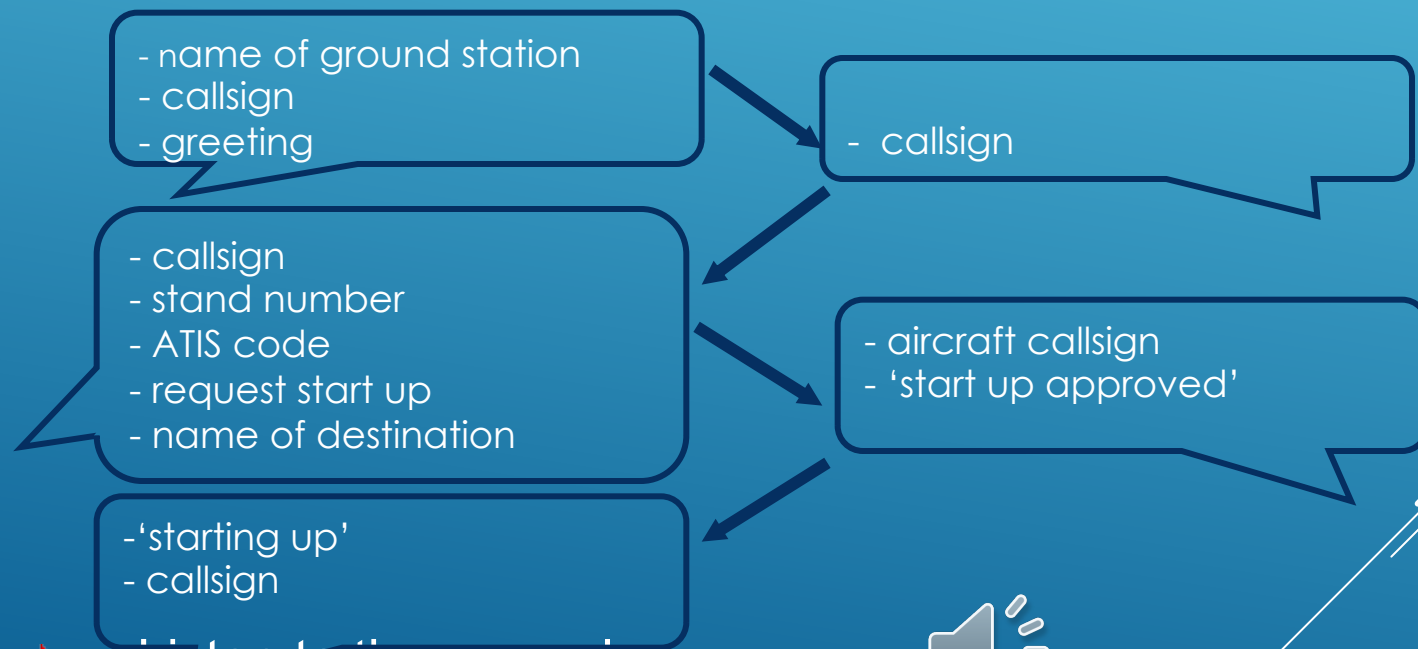 - name of ground station
- callsign
- greeting
- callsign
- callsign
- stand number
- ATIS code
- request start up
- name of destination
- aircraft callsign
- ‘start up approved’
-‘starting up’
- callsign